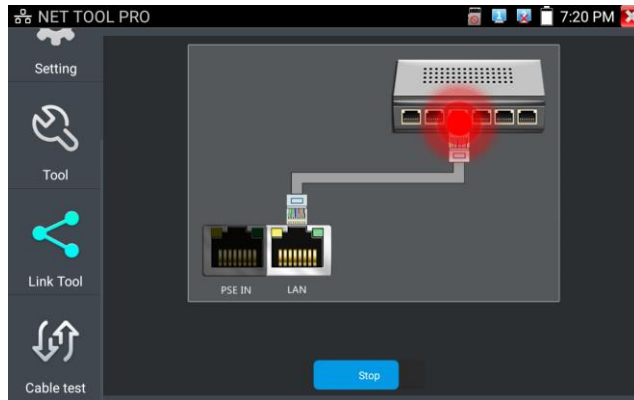 NET TOOL PRO
7:20 PM
Setting
Tool
Link Tool
Cable test
PSE IN
LAN
Stop